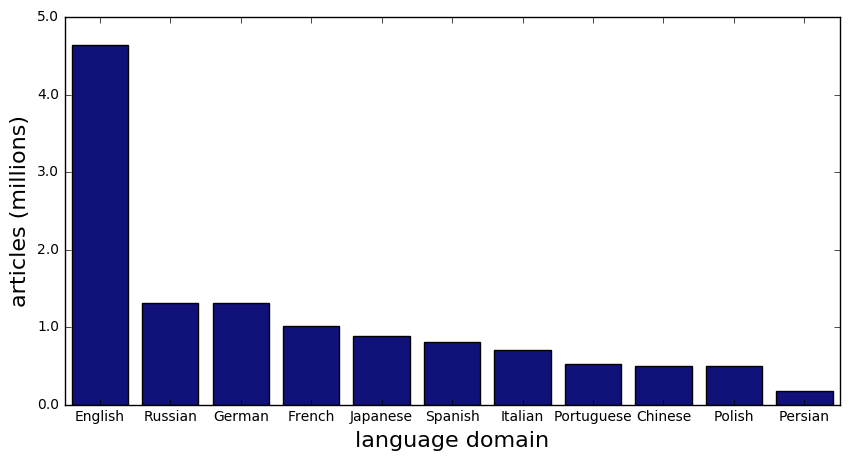 5.0
4.0
3.0
2.0
1.0
0.0
articles (millions)
English Russian German French Japanese Spanish Italian Portuguese Chinese Polish Persian
language domain